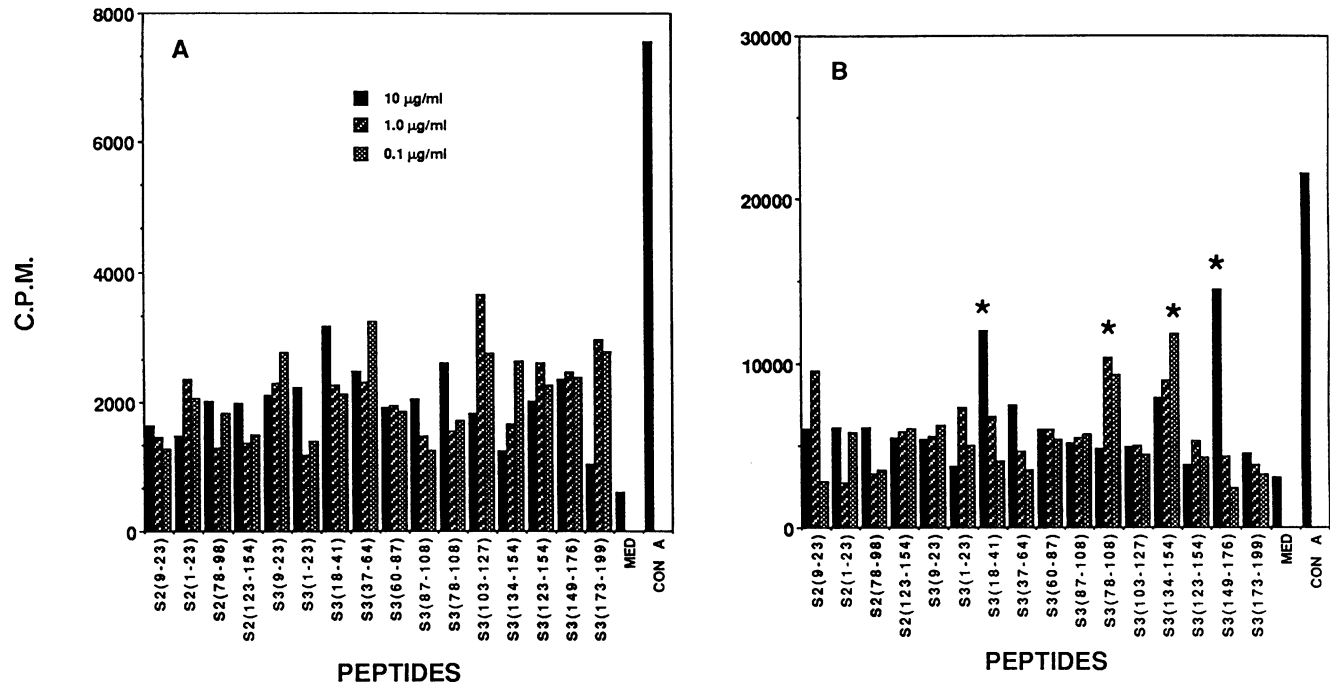 C.P.M.
A
8000
6000
4000
2000
0
10 µg/ml
1.0 µg/ml
0.1 µg/ml
S2(9-23)
S2(1-23)
S2(78-98)
S2(123-154)
S3(9-23)
S3(1-23)
S3(18-41)
S3(37-64)
S3(60-87)
S3(87-108)
S3(78-108)
S3(103-127)
S3(134-154)
S3(123-154)
S3(149-176)
S3(173-199)
MED
CON A
PEPTIDES
B
30000
20000
10000
0
*
*
*
*
S2(9-23)
S2(1-23)
S2(78-98)
S2(123-154)
S3(9-23)
S3(1-23)
S3(18-41)
S3(37-64)
S3(60-87)
S3(87-108)
S3(78-108)
S3(103-127)
S3(134-154)
S3(123-154)
S3(149-176)
S3(173-199)
MED
CON A
PEPTIDES